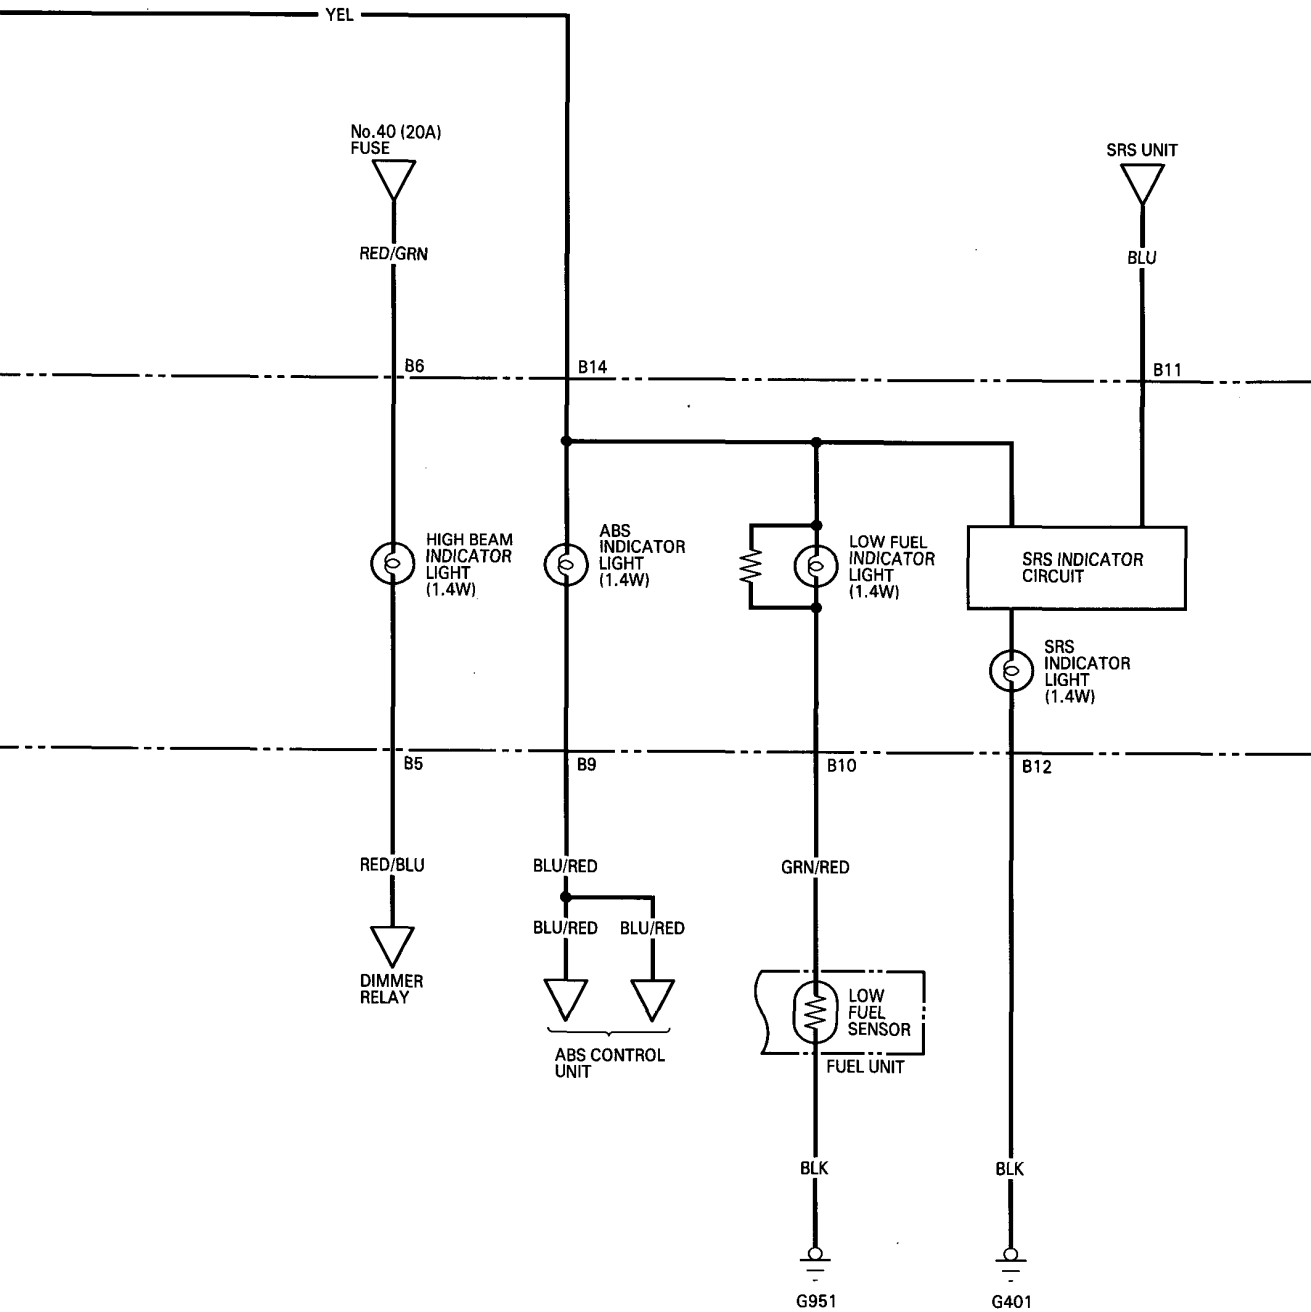 YEL
No.40 (20A)
FUSE
SRS UNIT
RED/GRN
BLU
B6
B14
B11
HIGH BEAM
INDICATOR
LIGHT
(1.4W)
ABS
INDICATOR
LIGHT
(1.4W)
LOW FUEL
INDICATOR
LIGHT
(1.4W)
SRS INDICATOR
CIRCUIT
SRS
INDICATOR
LIGHT
(1.4W)
B5
B9
B10
B12
RED/BLU
BLU/RED
GRN/RED
BLU/RED
BLU/RED
DIMMER
RELAY
LOW
FUEL
SENSOR
ABS CONTROL
UNIT
FUEL UNIT
BLK
BLK
G951
G401